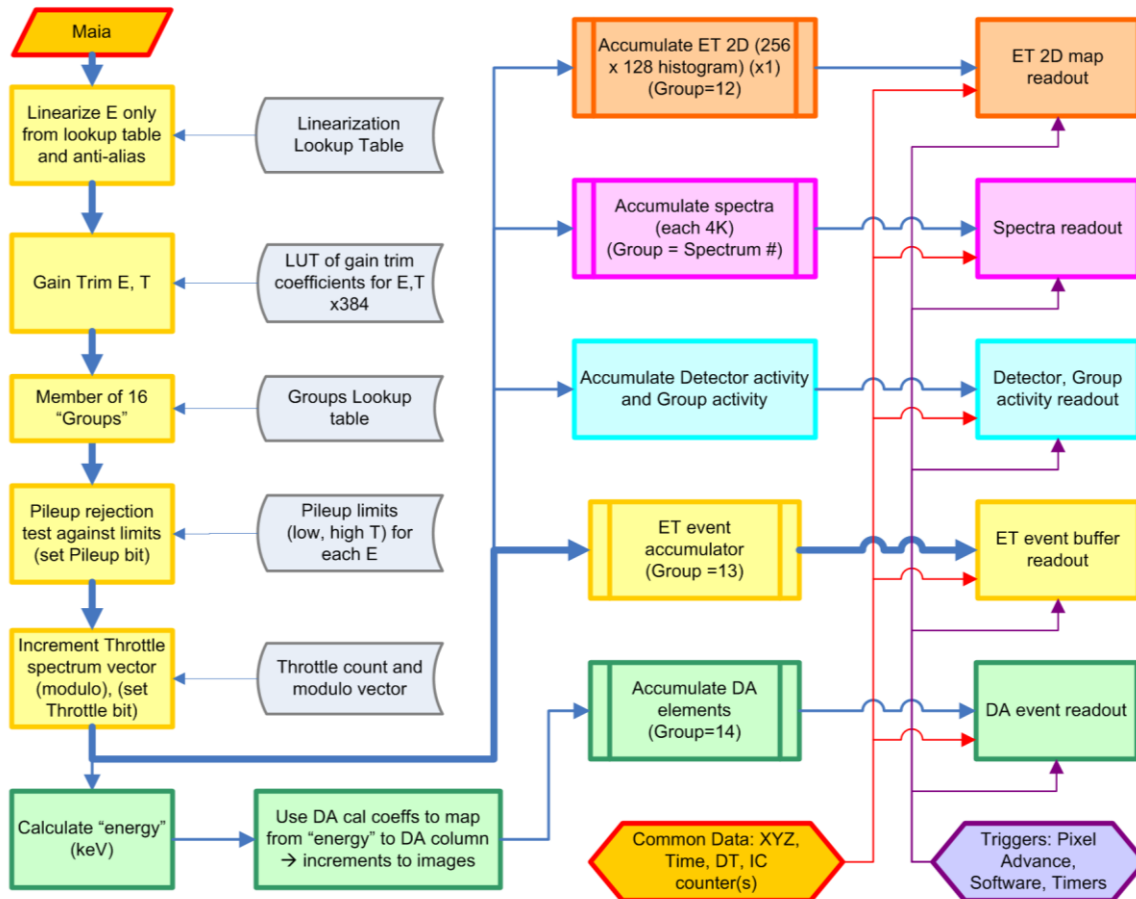 Maia
Linearize E only
from lookup table
and anti-alias
Linearization
Lookup Table
Gain Trim E, T
LUT of gain trim
coefficients for E,T
x384
Member of 16
“Groups”
Groups Lookup
table
Pileup rejection
test against limits
(set Pileup bit)
Pileup limits
(low, high T) for
each E
Increment Throttle
spectrum vector
(modulo), (set
Throttle bit)
Throttle count and
modulo vector
Calculate “energy”
(keV)
Use DA cal coeffs to map
from “energy” to DA column
→ increments to images
Accumulate ET 2D (256
x 128 histogram) (x1)
(Group=12)
ET 2D map
readout
Accumulate spectra
(each 4K)
(Group = Spectrum #)
Spectra readout
Accumulate Detector activity
and Group activity
Detector, Group
activity readout
ET event
accumulator
(Group =13)
ET event buffer
readout
Accumulate DA
elements
(Group=14)
DA event readout
Common Data: XYZ,
Time, DT, IC
counter(s)
Triggers: Pixel
Advance,
Software, Timers